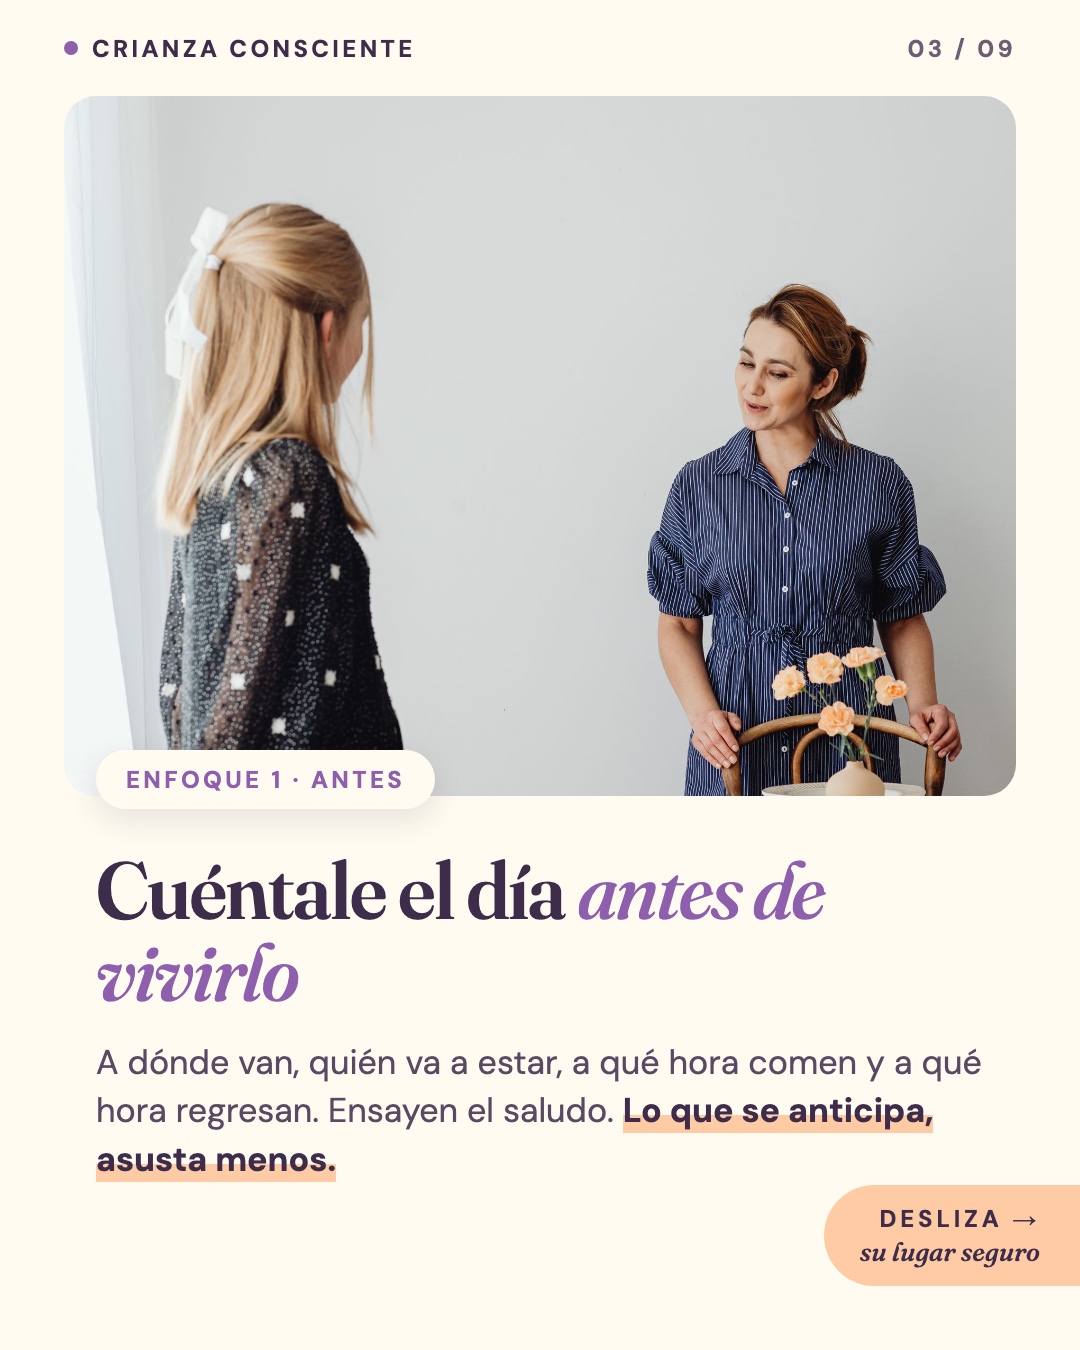 CRIANZA CONSCIENTE
03 / 09
ENFOQUE 1 · ANTES
Cuéntale el día antes de
vivirlo
A dónde van, quién va a estar, a qué hora comen y a qué
hora regresan. Ensayen el saludo. Lo que se anticipa,
asusta menos.
DESLIZA →
su lugar seguro